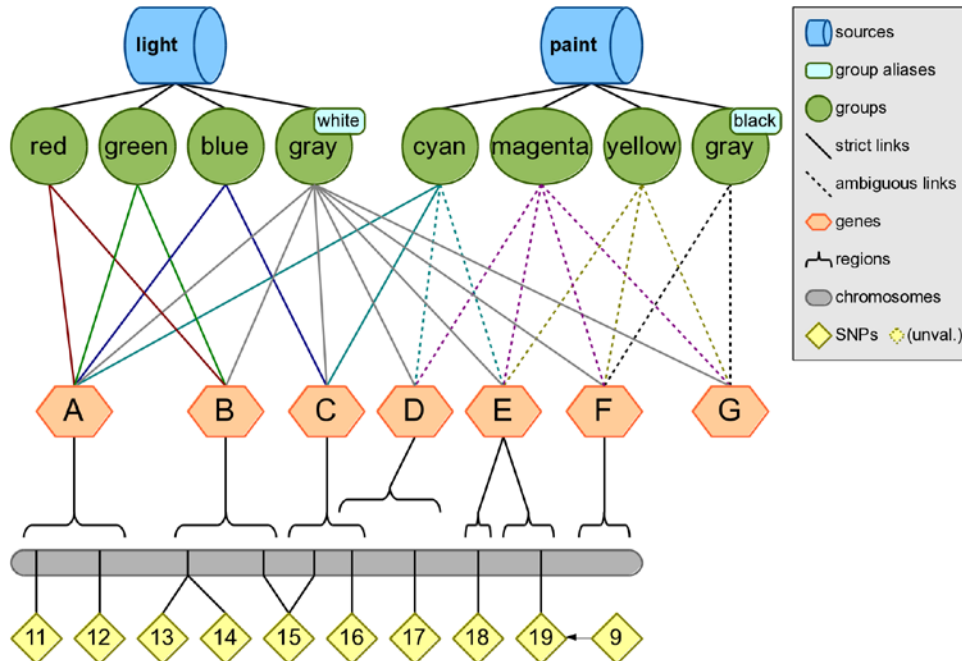 light
paint
white
black
red
green
blue
gray
cyan
magenta
yellow
gray
A
B
C
D
E
F
G
11
12
13
14
15
16
17
18
19
9
sources
group aliases
groups
strict links
ambiguous links
genes
regions
chromosomes
SNPs (unval.)